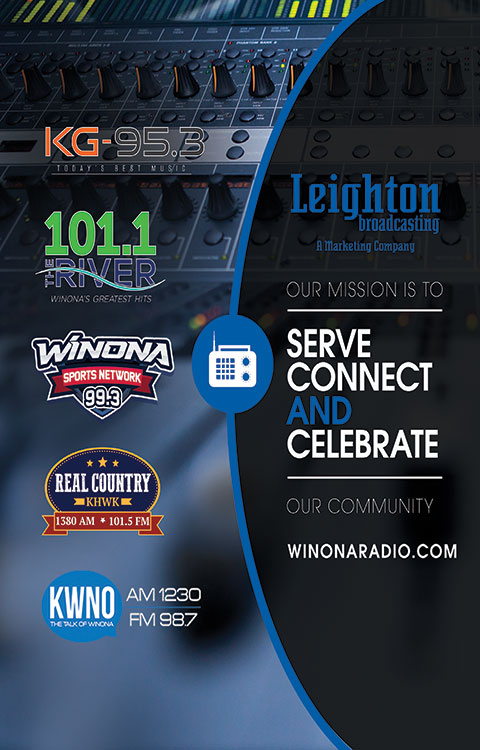 KG-95.3
TODAY'S BEST MUSIC
101.1
THE RIVER
WINONA'S GREATEST HITS
WINONA
SPORTS NETWORK
99.3
REAL COUNTRY
KHWK
1380 AM * 101.5 FM
KWNO
THE TALK OF WINONA
AM 1230
FM 98.7
Leighton
broadcasting
A Marketing Company
OUR MISSION IS TO
SERVE
CONNECT
AND
CELEBRATE
OUR COMMUNITY
WINONARADIO.COM